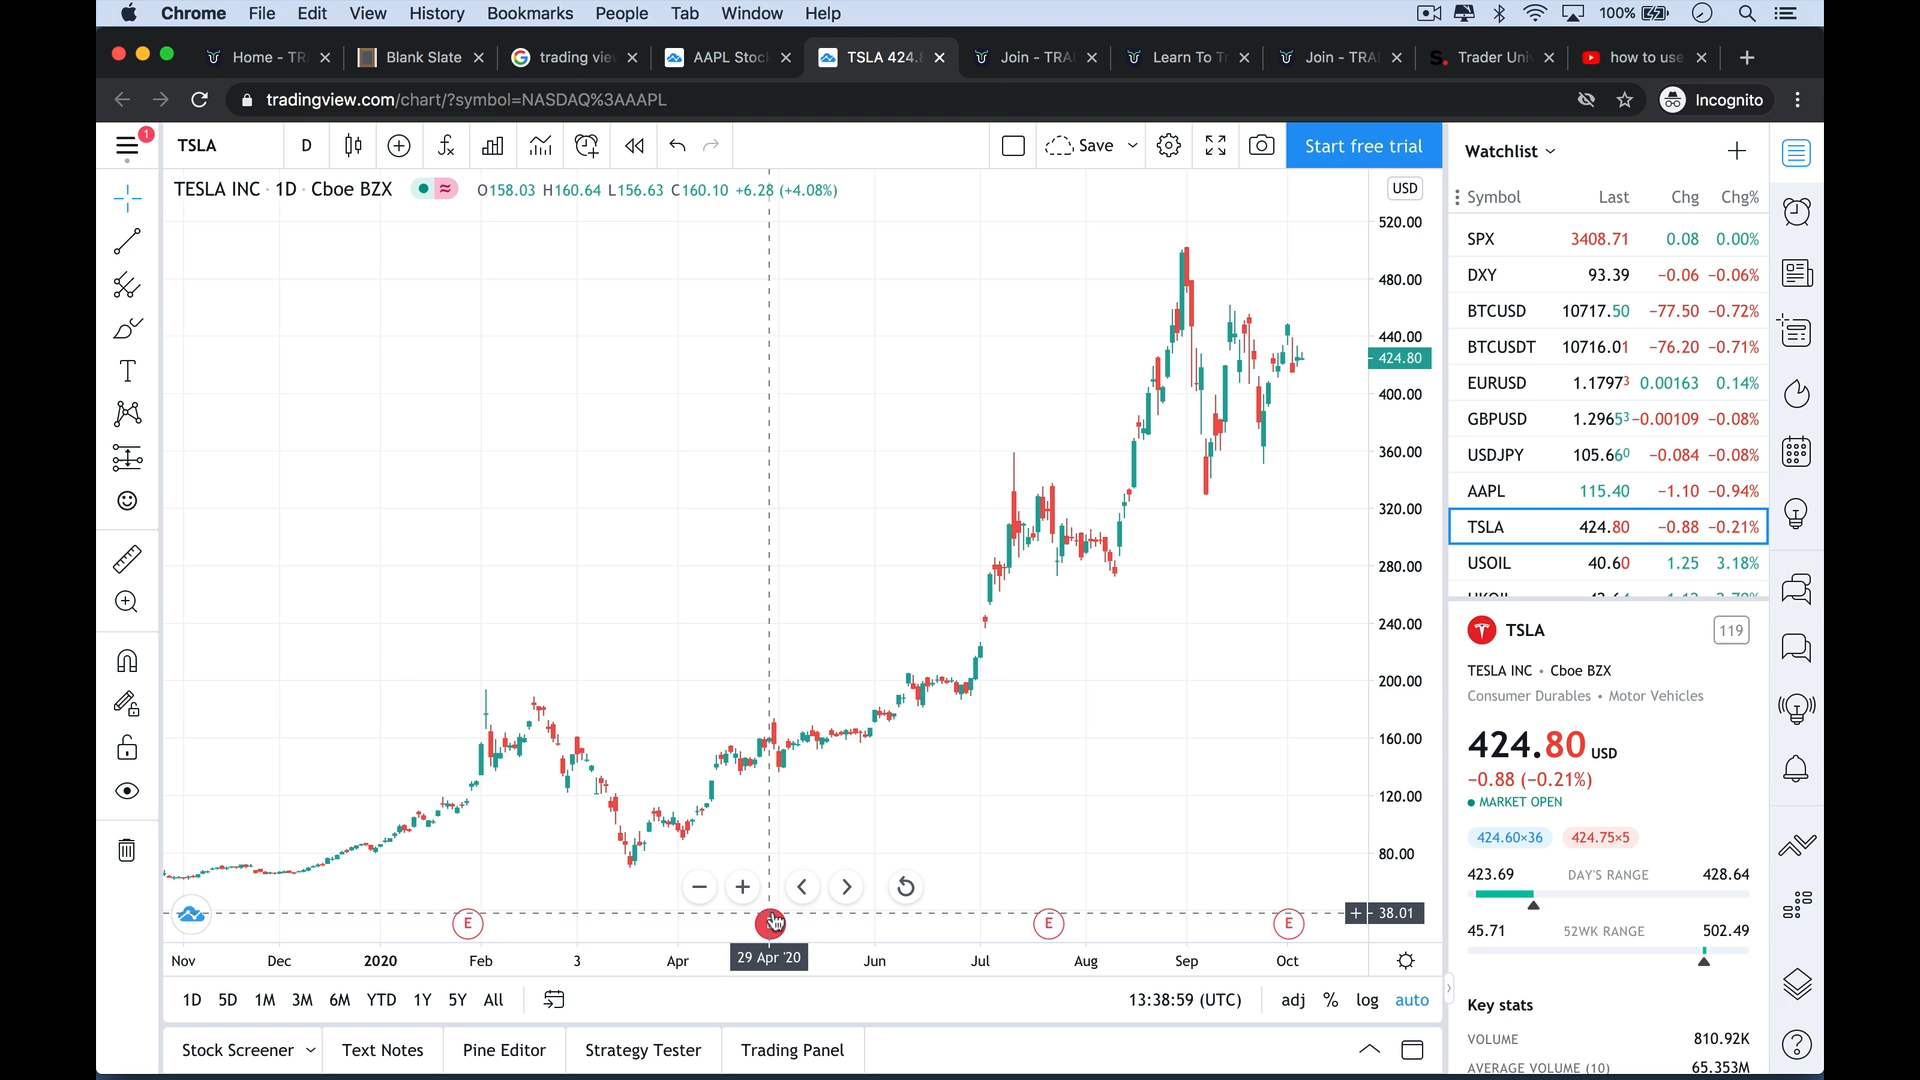 Chrome File Edit View History Bookmarks People Tab Window Help 100%
Home - TR Blank Slate trading vie AAPL Stoc TSLA 424. Join - TRA Learn To T Join - TRA Trader Uni how to use
tradingview.com/chart/?symbol=NASDAQ%3AAAPL Incognito
1
TSLA D Save Start free trial
Watchlist
TESLA INC · 1D · Cboe BZX O158.03 H160.64 L156.63 C160.10 +6.28 (+4.08%)
USD
Symbol Last Chg Chg%
SPX 3408.71 0.08 0.00%
DXY 93.39 −0.06 −0.06%
BTCUSD 10717.50 −77.50 −0.72%
BTCUSDT 10716.01 −76.20 −0.71%
EURUSD 1.17973 0.00163 0.14%
GBPUSD 1.29653 −0.00109 −0.08%
USDJPY 105.660 −0.084 −0.08%
AAPL 115.40 −1.10 −0.94%
TSLA 424.80 −0.88 −0.21%
USOIL 40.60 1.25 3.18%
520.00
480.00
440.00
424.80
400.00
360.00
320.00
280.00
240.00
200.00
160.00
120.00
80.00
38.01
TSLA 119
TESLA INC • Cboe BZX
Consumer Durables • Motor Vehicles
424.80 USD
−0.88 (−0.21%)
MARKET OPEN
424.60×36 424.75×5
423.69 DAY'S RANGE 428.64
45.71 52WK RANGE 502.49
Key stats
VOLUME 810.92K
AVERAGE VOLUME (10) 65.353M
E E E
Nov Dec 2020 Feb 3 Apr 29 Apr '20 Jun Jul Aug Sep Oct
1D 5D 1M 3M 6M YTD 1Y 5Y All 13:38:59 (UTC) adj % log auto
Stock Screener Text Notes Pine Editor Strategy Tester Trading Panel